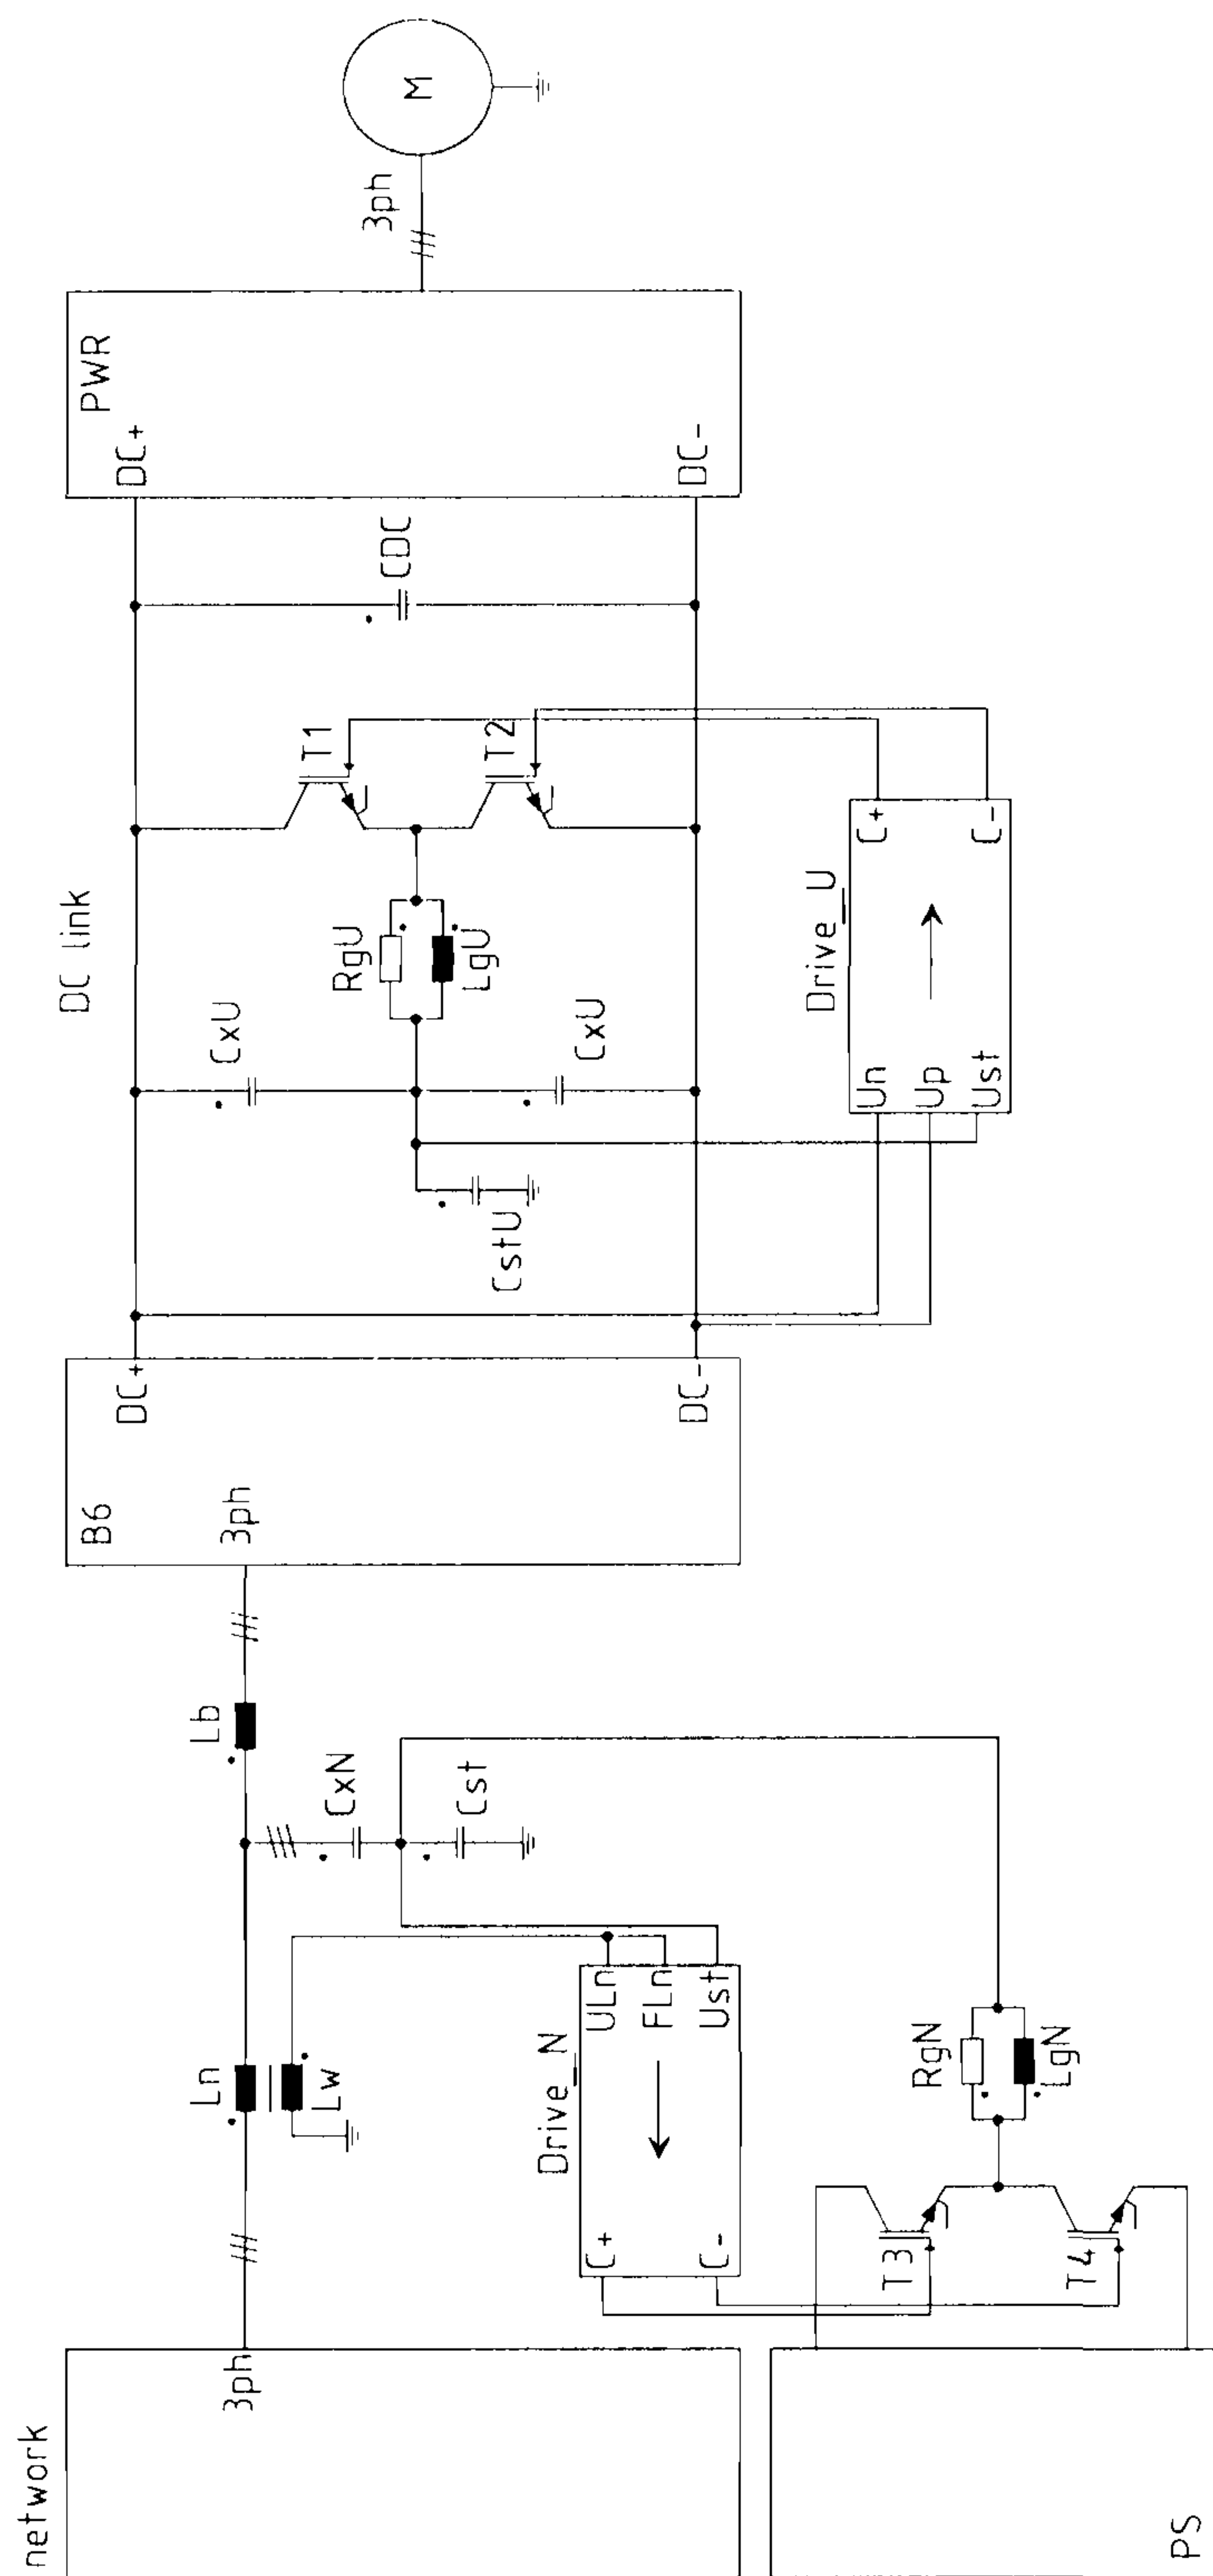 network
3ph
PS
Ln
Lw
Drive_N
ULn
FLn
Ust
C+
C-
T3
T4
RgN
LgN
Lb
CxN
Cst
B6
3ph
DC+
DC-
DC link
CstU
CxU
CxU
RgU
LgU
T1
T2
Drive_U
Un
Up
Ust
C+
C-
CDC
PWR
DC+
DC-
3ph
M